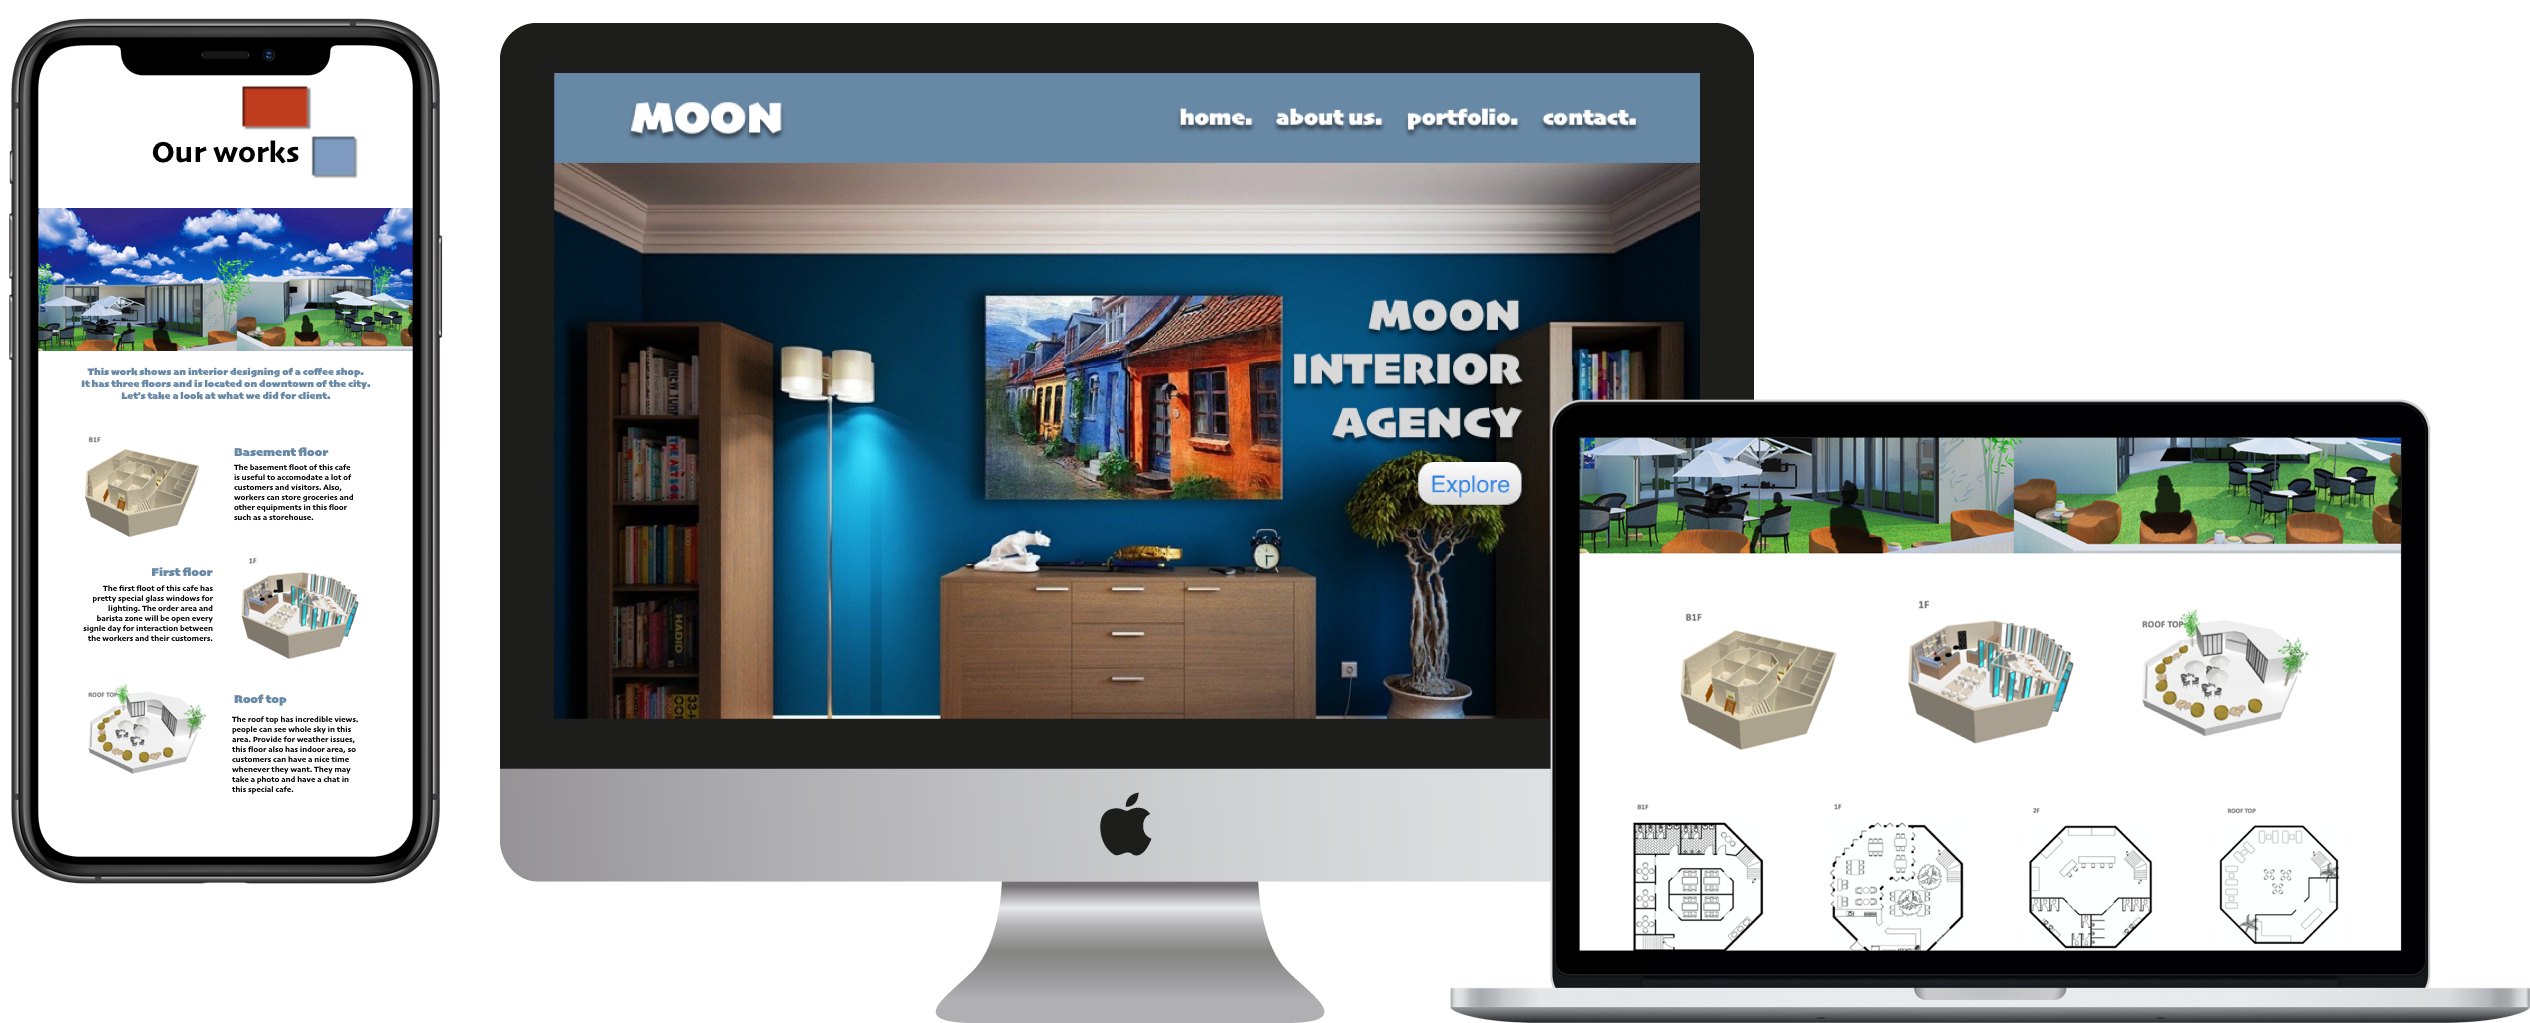 Our works
This work shows an interior designing of a coffee shop.
It has three floors and is located on downtown of the city.
Let's take a look at what we did for client.
B1F
Basement floor
The basement floot of this cafe
is useful to accomodate a lot of
customers and visitors. Also,
workers can store groceries and
other equipments in this floor
such as a storehouse.
1F
First floor
The first floot of this cafe has
pretty special glass windows for
lighting. The order area and
barista zone will be open every
signle day for interaction between
the workers and their customers.
ROOF TOP
Roof top
The roof top has incredible views.
people can see whole sky in this
area. Provide for weather issues,
this floor also has indoor area, so
customers can have a nice time
whenever they want. They may
take a photo and have a chat in
this special cafe.
MOON
home. about us. portfolio. contact.
MOON
INTERIOR
AGENCY
Explore
HADID
B1F
1F
ROOF TOP
B1F
1F
2F
ROOF TOP